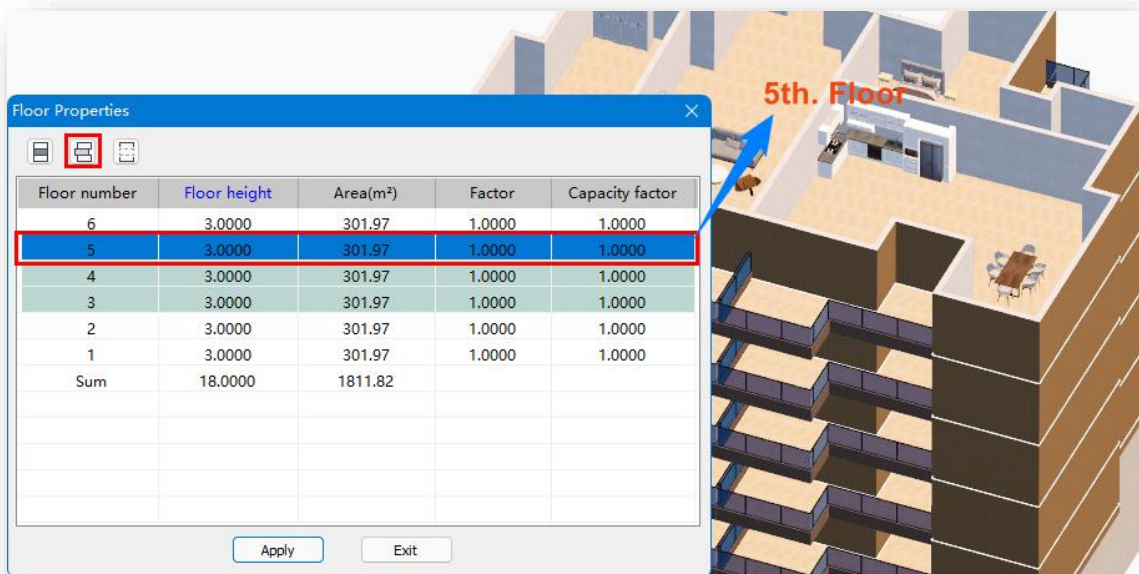 5th. Floor
Floor Properties
Floor number Floor height Area(m²) Factor Capacity factor
6 3.0000 301.97 1.0000 1.0000
5 3.0000 301.97 1.0000 1.0000
4 3.0000 301.97 1.0000 1.0000
3 3.0000 301.97 1.0000 1.0000
2 3.0000 301.97 1.0000 1.0000
1 3.0000 301.97 1.0000 1.0000
Sum 18.0000 1811.82
Apply Exit